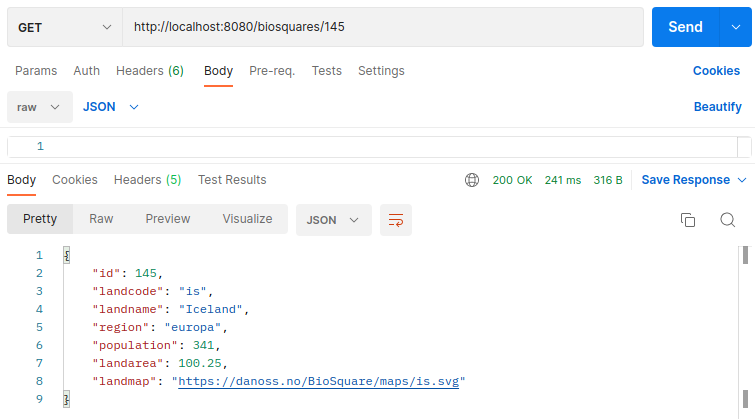 GET http://localhost:8080/biosquares/145 Send
Params Auth Headers (6) Body Pre-req. Tests Settings Cookies
raw JSON Beautify
1
Body Cookies Headers (5) Test Results 200 OK 241 ms 316 B Save Response
Pretty Raw Preview Visualize JSON
1 {
2 "id": 145,
3 "landcode": "is",
4 "landname": "Iceland",
5 "region": "europa",
6 "population": 341,
7 "landarea": 100.25,
8 "landmap": "https://danoss.no/BioSquare/maps/is.svg"
9 }